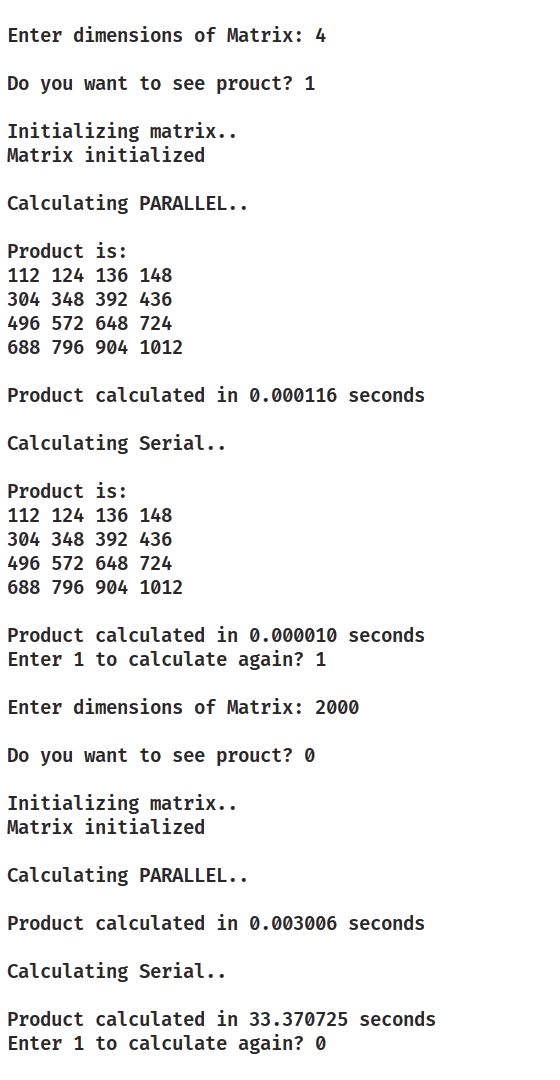 Enter dimensions of Matrix: 4
Do you want to see prouct? 1
Initializing matrix..
Matrix initialized
Calculating PARALLEL..
Product is:
112 124 136 148
304 348 392 436
496 572 648 724
688 796 904 1012
Product calculated in 0.000116 seconds
Calculating Serial..
Product is:
112 124 136 148
304 348 392 436
496 572 648 724
688 796 904 1012
Product calculated in 0.000010 seconds
Enter 1 to calculate again? 1
Enter dimensions of Matrix: 2000
Do you want to see prouct? 0
Initializing matrix..
Matrix initialized
Calculating PARALLEL..
Product calculated in 0.003006 seconds
Calculating Serial..
Product calculated in 33.370725 seconds
Enter 1 to calculate again? 0